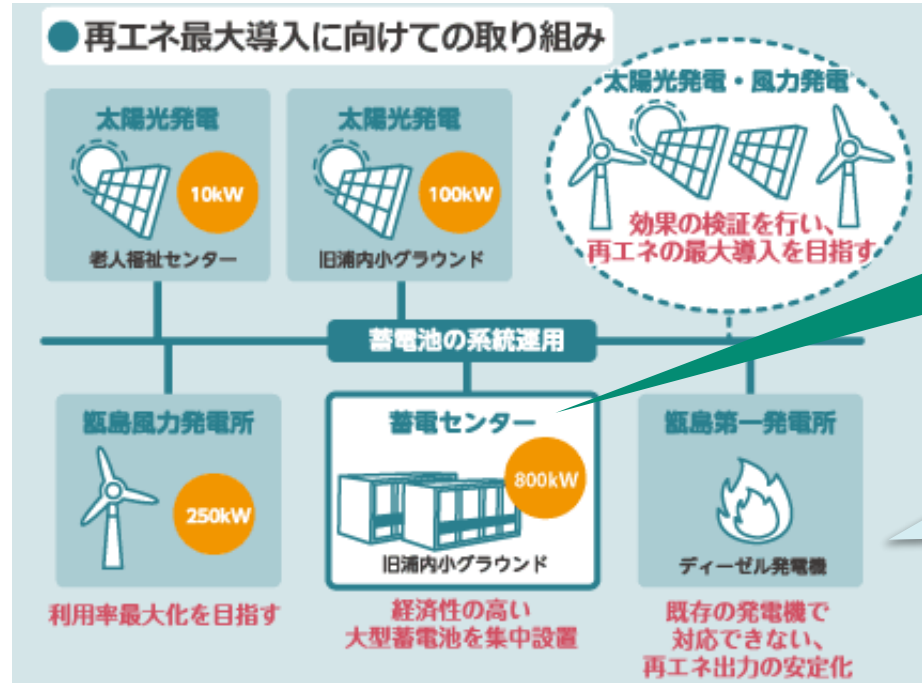 ●再エネ最大導入に向けての取り組み
太陽光発電
10kW
老人福祉センター
太陽光発電
100kW
旧浦内小グラウンド
太陽光発電・風力発電
効果の検証を行い、
再エネの最大導入を目指す
蓄電池の系統運用
甑島風力発電所
250kW
利用率最大化を目指す
蓄電センター
800kW
旧浦内小グラウンド
経済性の高い
大型蓄電池を集中設置
甑島第一発電所
ディーゼル発電機
既存の発電機で
対応できない、
再エネ出力の安定化